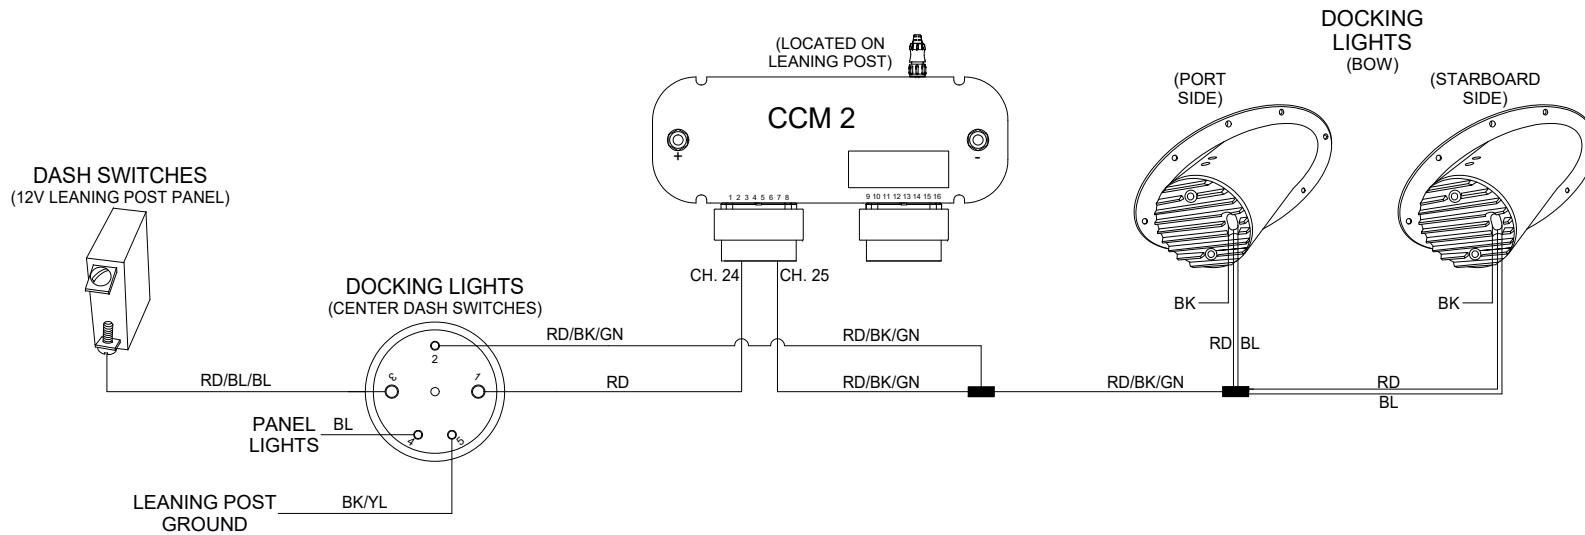 DOCKING
LIGHTS
(BOW)
(LOCATED ON
LEANING POST)
(PORT
SIDE)
(STARBOARD
SIDE)
CCM 2
+
-
DASH SWITCHES
(12V LEANING POST PANEL)
1 2 3 4 5 6 7 8
9 10 11 12 13 14 15 16
CH. 24
CH. 25
DOCKING LIGHTS
(CENTER DASH SWITCHES)
BK
BK
RD/BK/GN
RD/BK/GN
RD
BL
2
RD/BL/BL
3
1
RD
RD/BK/GN
RD/BK/GN
RD
BL
PANEL
LIGHTS
BL
4
5
LEANING POST
GROUND
BK/YL